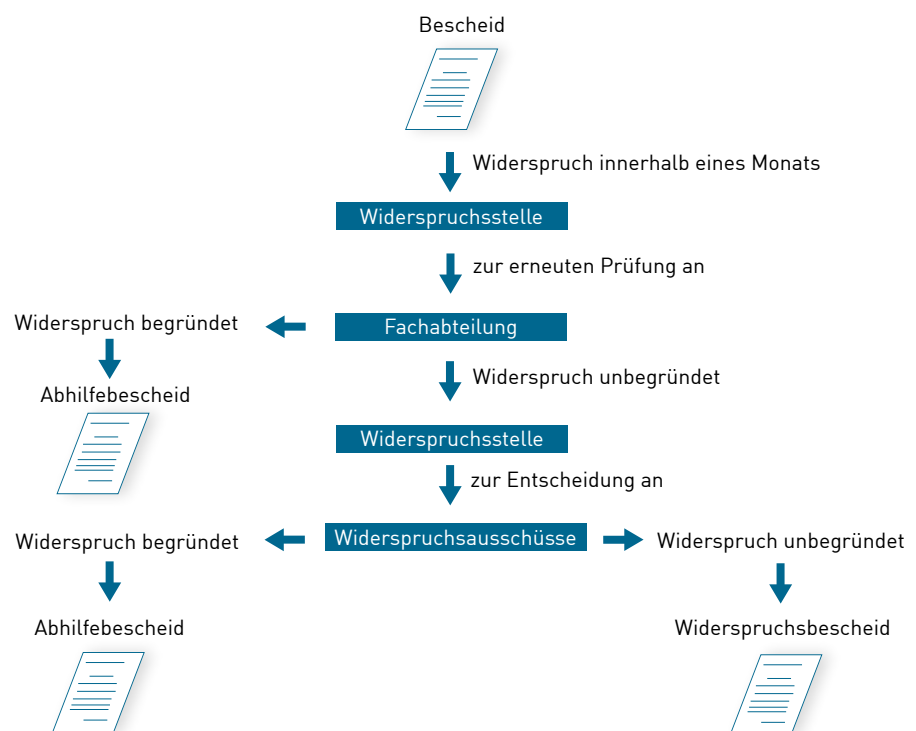 Bescheid
Widerspruch innerhalb eines Monats
Widerspruchsstelle
zur erneuten Prüfung an
Widerspruch begründet
Fachabteilung
Widerspruch unbegründet
Abhilfebescheid
Widerspruchsstelle
zur Entscheidung an
Widerspruch begründet
Widerspruchsausschüsse
Widerspruch unbegründet
Abhilfebescheid
Widerspruchsbescheid